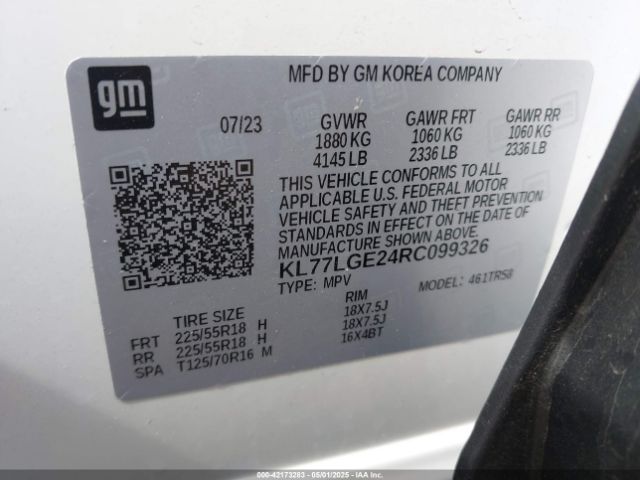 gm
MFD BY GM KOREA COMPANY
07/23 GVWR GAWR FRT GAWR RR
1880 KG 1060 KG 1060 KG
4145 LB 2336 LB 2336 LB
THIS VEHICLE CONFORMS TO ALL
APPLICABLE U.S. FEDERAL MOTOR
VEHICLE SAFETY AND THEFT PREVENTION
STANDARDS IN EFFECT ON THE DATE OF
MANUFACTURE SHOWN ABOVE.
KL77LGE24RC099326
TYPE: MPV MODEL: 461TR58
TIRE SIZE RIM
FRT 225/55R18 H 18X7.5J
RR 225/55R18 H 18X7.5J
SPA T125/70R16 M 16X4BT
000-42173283 - 05/01/2025 - IAAI.COM